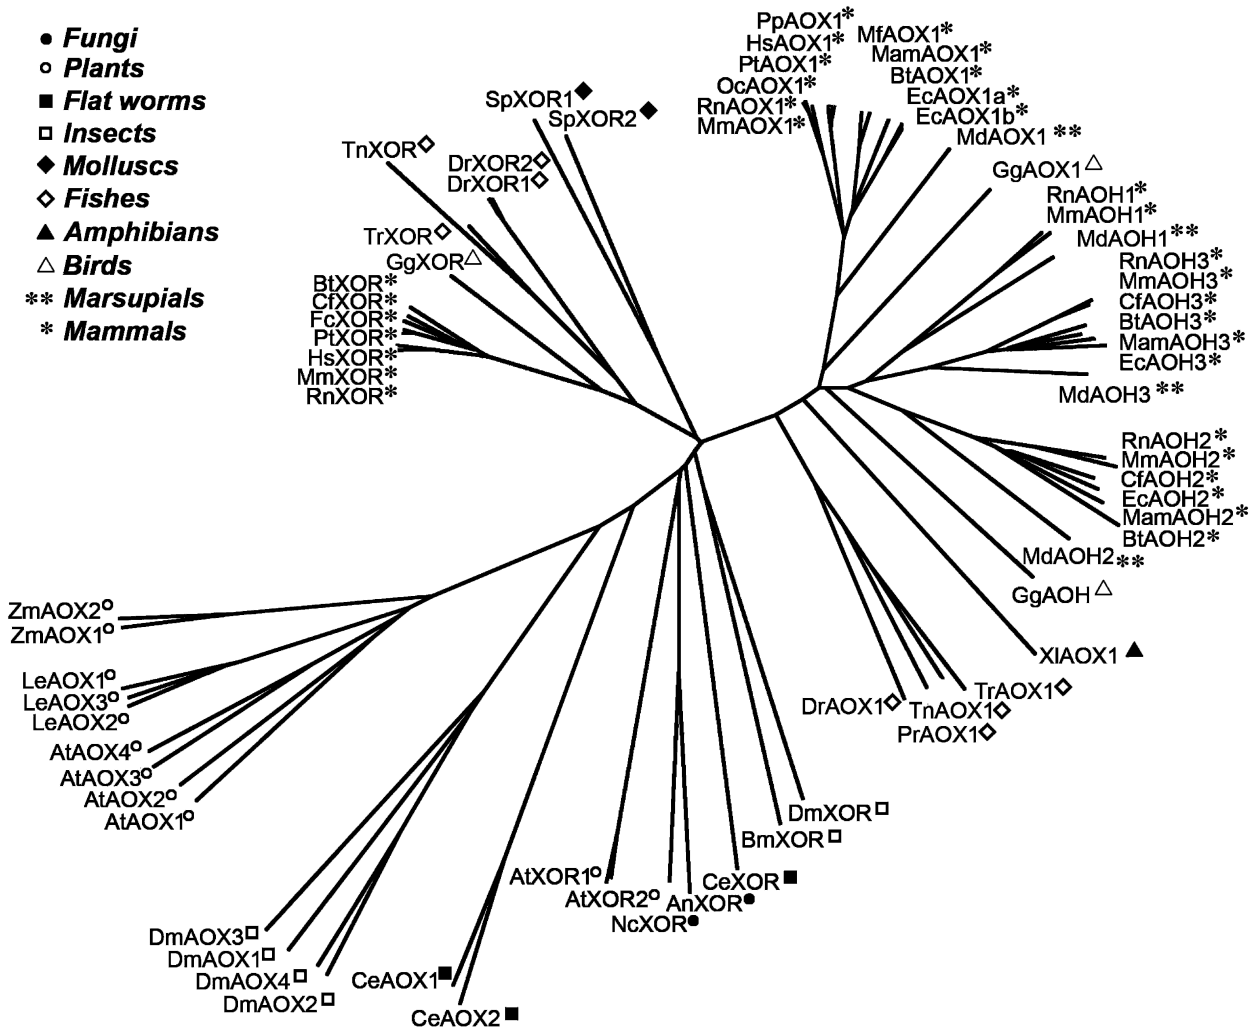 Fungi
Plants
Flat worms
Insects
Molluscs
Fishes
Amphibians
Birds
** Marsupials
* Mammals
PpAOX1*
HsAOX1*
PtAOX1*
OcAOX1*
RnAOX1*
MmAOX1*
MfAOX1*
MamAOX1*
BtAOX1*
EcAOX1a*
EcAOX1b*
MdAOX1**
GgAOX1
RnAOH1*
MmAOH1*
MdAOH1**
RnAOH3*
MmAOH3*
CfAOH3*
BtAOH3*
MamAOH3*
EcAOH3*
MdAOH3**
RnAOH2*
MmAOH2*
CfAOH2*
EcAOH2*
MamAOH2*
BtAOH2*
MdAOH2**
GgAOH
XlAOX1
TrAOX1
TnAOX1
PrAOX1
DrAOX1
SpXOR1
SpXOR2
TnXOR
DrXOR2
DrXOR1
TrXOR
GgXOR
BtXOR*
CfXOR*
FcXOR*
PtXOR*
HsXOR*
MmXOR*
RnXOR*
ZmAOX2
ZmAOX1
LeAOX1
LeAOX3
LeAOX2
AtAOX4
AtAOX3
AtAOX2
AtAOX1
DmAOX3
DmAOX1
DmAOX4
DmAOX2
CeAOX1
CeAOX2
AtXOR1
AtXOR2
NcXOR
AnXOR
CeXOR
BmXOR
DmXOR